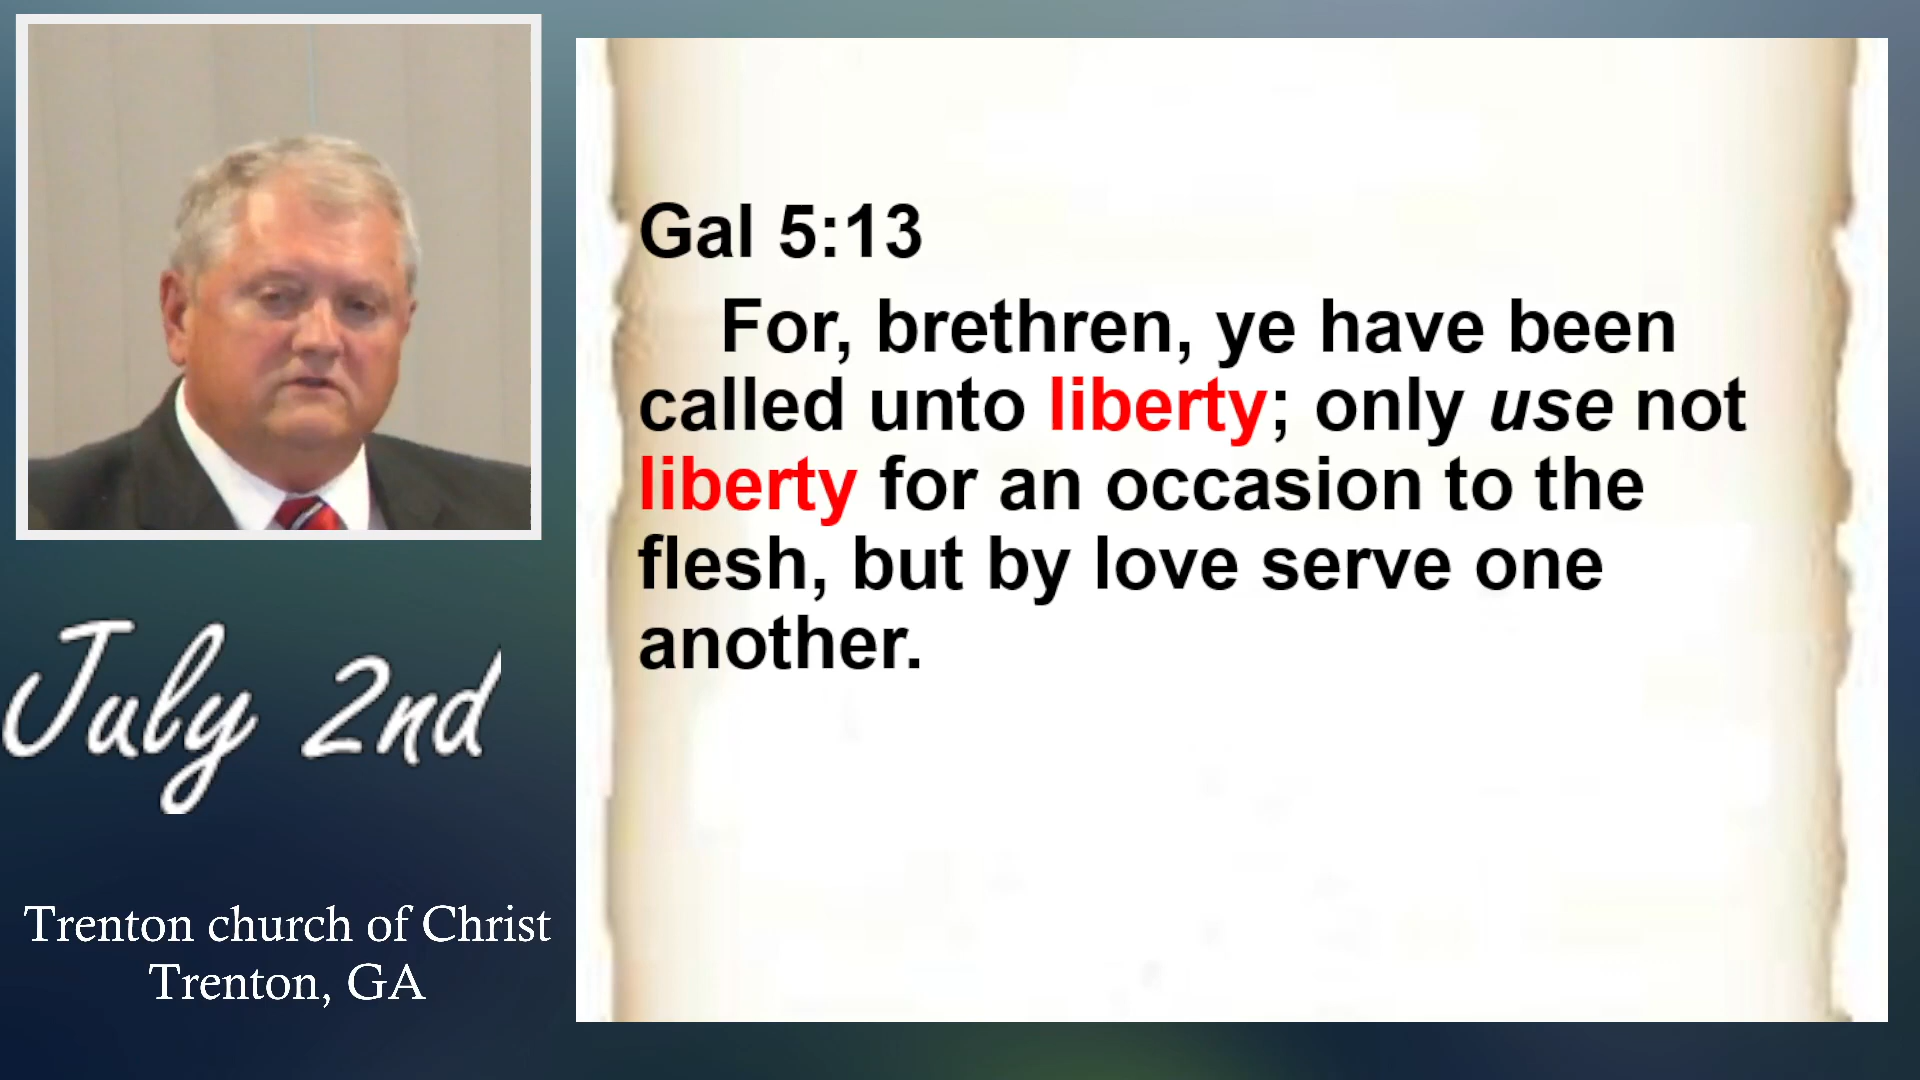 Gal 5:13
For, brethren, ye have been
called unto liberty; only use not
liberty for an occasion to the
flesh, but by love serve one
another.
July 2nd
Trenton church of Christ
Trenton, GA